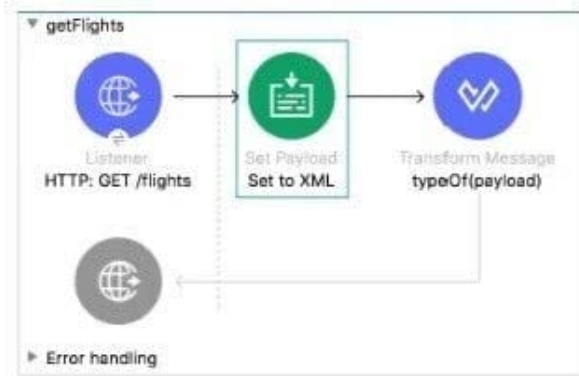 getFlights
Listener
HTTP: GET /flights
Set Payload
Set to XML
Transform Message
typeOf(payload)
Error handling